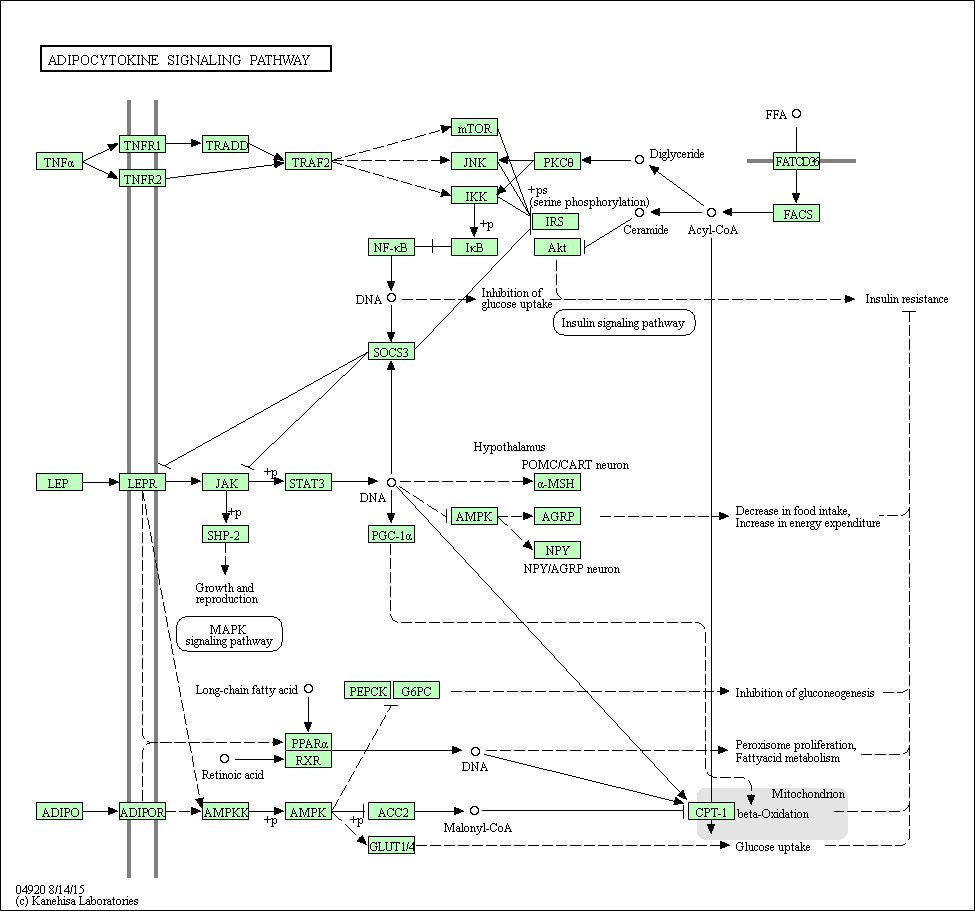 ADIPOCYTOKINE SIGNALING PATHWAY
FFA
mTOR
TNFR1
TRADD
TNFα
TRAF2
JNK
PKCθ
Diglyceride
FATCD36
TNFR2
IKK
+ps
(serine phosphorylation)
IRS
FACS
+p
Ceramide
Acyl-CoA
NF-κB
IκB
Akt
DNA
Inhibition of
glucose uptake
Insulin resistance
Insulin signaling pathway
SOCS3
Hypothalamus
POMC/CART neuron
LEP
LEPR
JAK
+p
STAT3
DNA
α-MSH
+p
AMPK
AGRP
Decrease in food intake,
Increase in energy expenditure
SHP-2
PGC-1α
NPY
NPY/AGRP neuron
Growth and
reproduction
MAPK
signaling pathway
Long-chain fatty acid
PEPCK
G6PC
Inhibition of gluconeogenesis
PPARα
RXR
Retinoic acid
DNA
Peroxisome proliferation,
Fattyacid metabolism
Mitochondrion
ADIPO
ADIPOR
AMPKK
+p
AMPK
+p
ACC2
Malonyl-CoA
CPT-1
beta-Oxidation
GLUT1/4
Glucose uptake
04920 8/14/15
(c) Kanehisa Laboratories